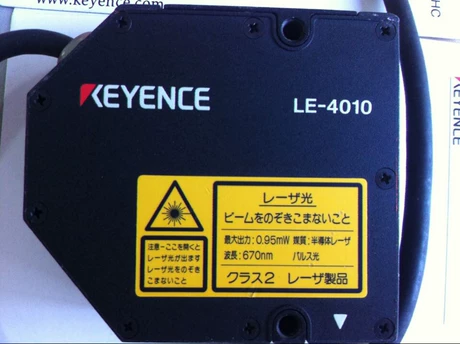 www.keyence.com
HC
KEYENCE
LE-4010
KEYENCE
レーザ光
ビームをのぞきこまないこと
最大出力:0.95mW 媒質:半導体レーザ
波長:670nm パルス光
クラス2 レーザ製品
注意-ここを開くと
レーザ光が出ます
レーザ光をのぞき
こまないこと